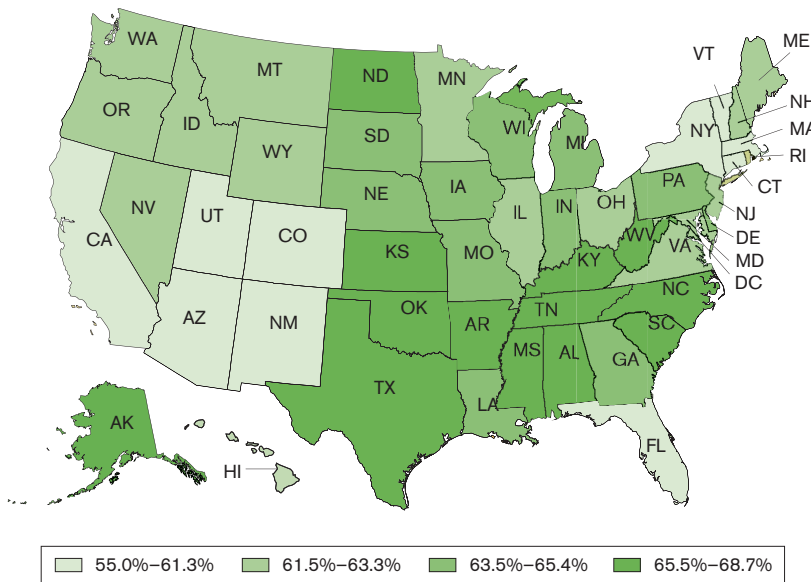 WA
MT
ND
MN
VT
ME
OR
ID
SD
WI
MI
NY
NH
MA
WY
RI
NE
IA
PA
CT
NV
UT
CO
IL
IN
OH
NJ
CA
KS
MO
WV
VA
DE
MD
KY
DC
AZ
NM
OK
AR
TN
NC
SC
TX
MS
AL
GA
LA
AK
FL
HI
55.0%–61.3% 61.5%–63.3% 63.5%–65.4% 65.5%–68.7%